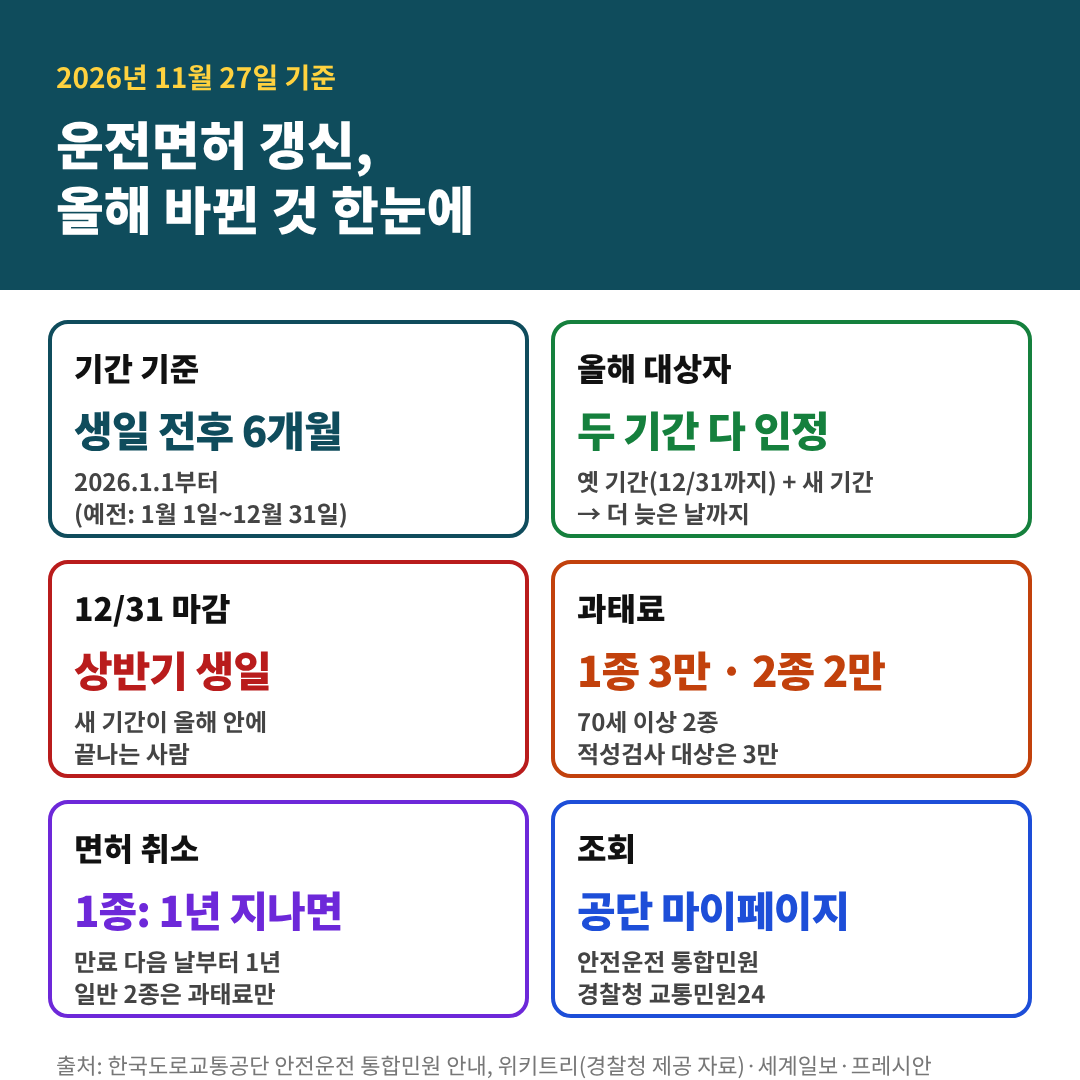 2026년 11월 27일 기준
운전면허 갱신,
올해 바뀐 것 한눈에
기간 기준
생일 전후 6개월
2026.1.1부터
(예전: 1월 1일~12월 31일)
올해 대상자
두 기간 다 인정
옛 기간(12/31까지) + 새 기간
→ 더 늦은 날까지
12/31 마감
상반기 생일
새 기간이 올해 안에
끝나는 사람
과태료
1종 3만 · 2종 2만
70세 이상 2종
적성검사 대상은 3만
면허 취소
1종: 1년 지나면
만료 다음 날부터 1년
일반 2종은 과태료만
조회
공단 마이페이지
안전운전 통합민원
경찰청 교통민원24
출처: 한국도로교통공단 안전운전 통합민원 안내, 위키트리(경찰청 제공 자료)·세계일보·프레시안